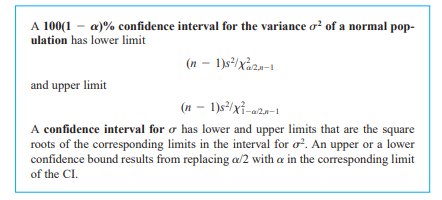 A 100(1 − α)% confidence interval for the variance σ² of a normal pop-
ulation has lower limit
(n − 1)s²/χ²α/2,n−1
and upper limit
(n − 1)s²/χ²1−α/2,n−1
A confidence interval for σ has lower and upper limits that are the square
roots of the corresponding limits in the interval for σ². An upper or a lower
confidence bound results from replacing α/2 with α in the corresponding limit
of the CI.